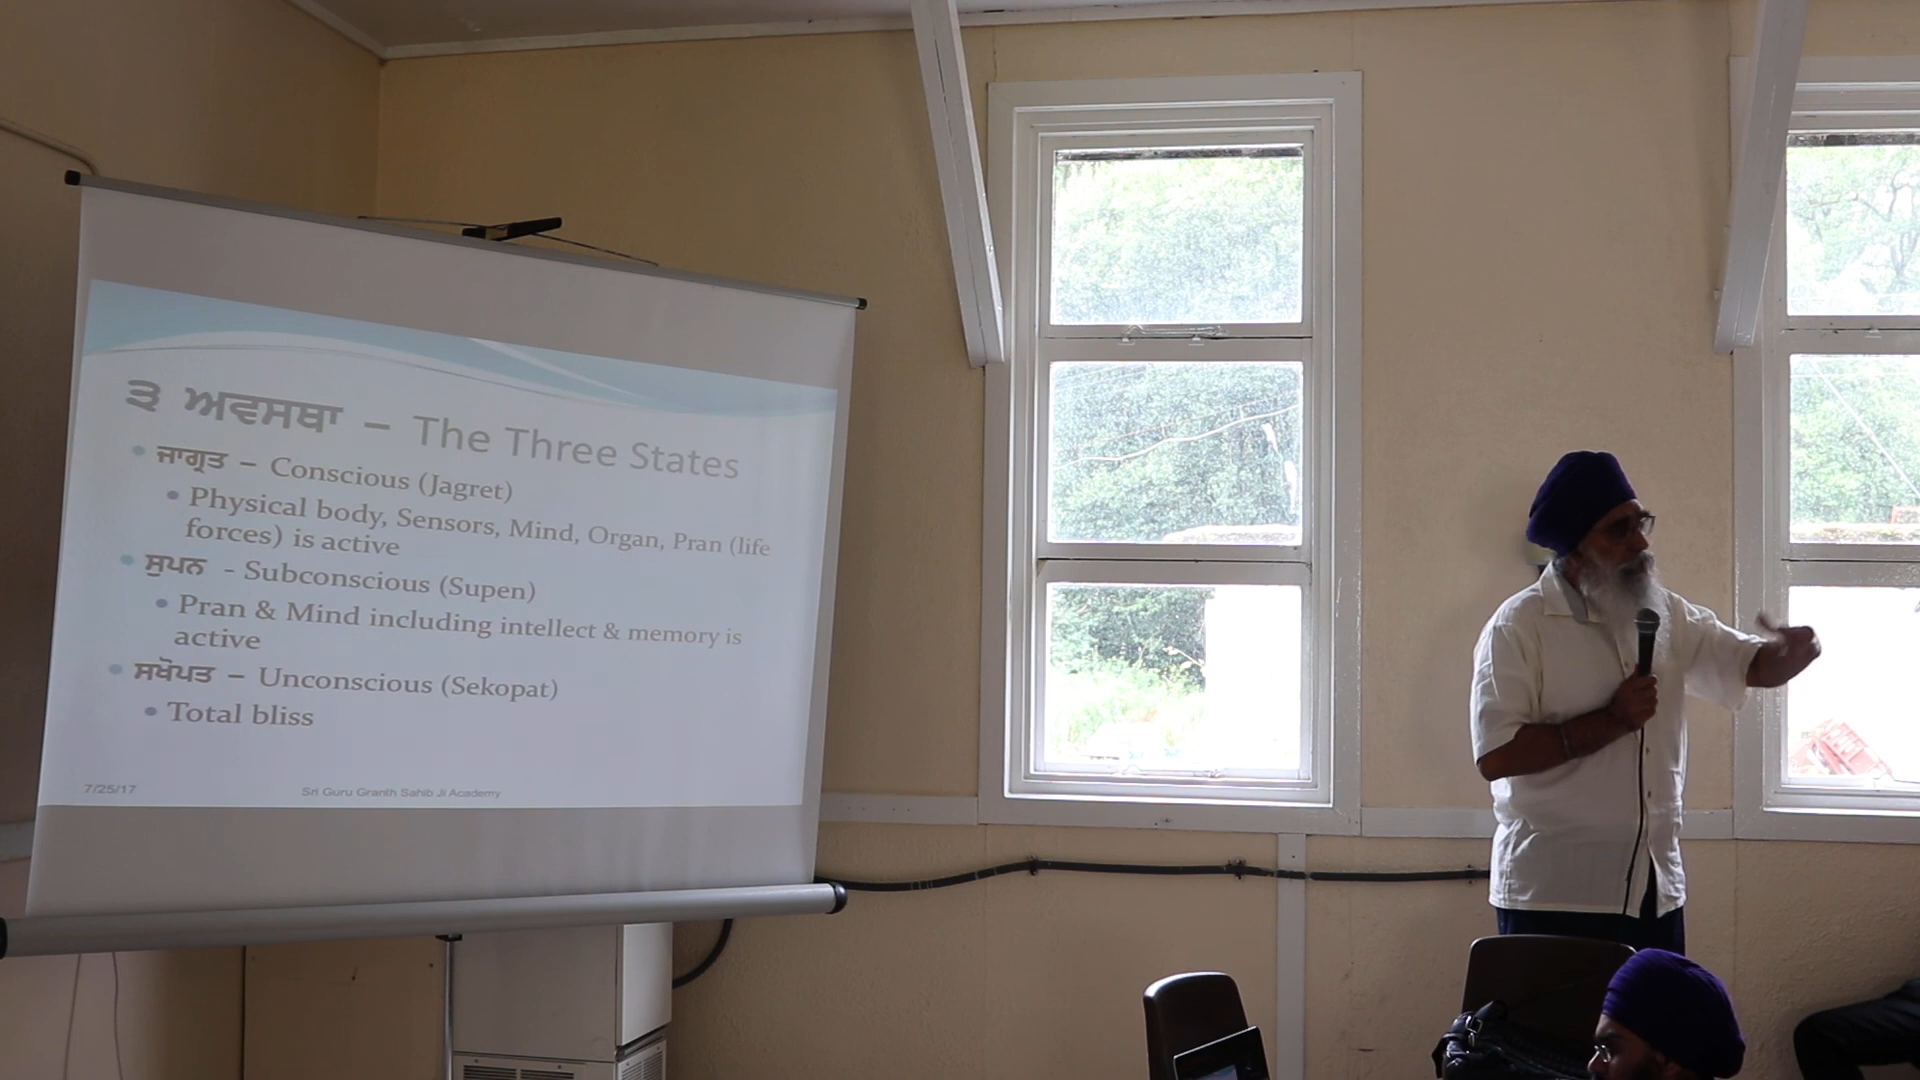 ੩ ਅਵਸਥਾ – The Three States
• ਜਾਗ੍ਰਤ – Conscious (Jagret)
• Physical body, Sensors, Mind, Organ, Pran (life
forces) is active
• ਸੁਪਨ - Subconscious (Supen)
• Pran & Mind including intellect & memory is
active
• ਸਖੋਪਤ – Unconscious (Sekopat)
• Total bliss
7/25/17 Sri Guru Granth Sahib Ji Academy